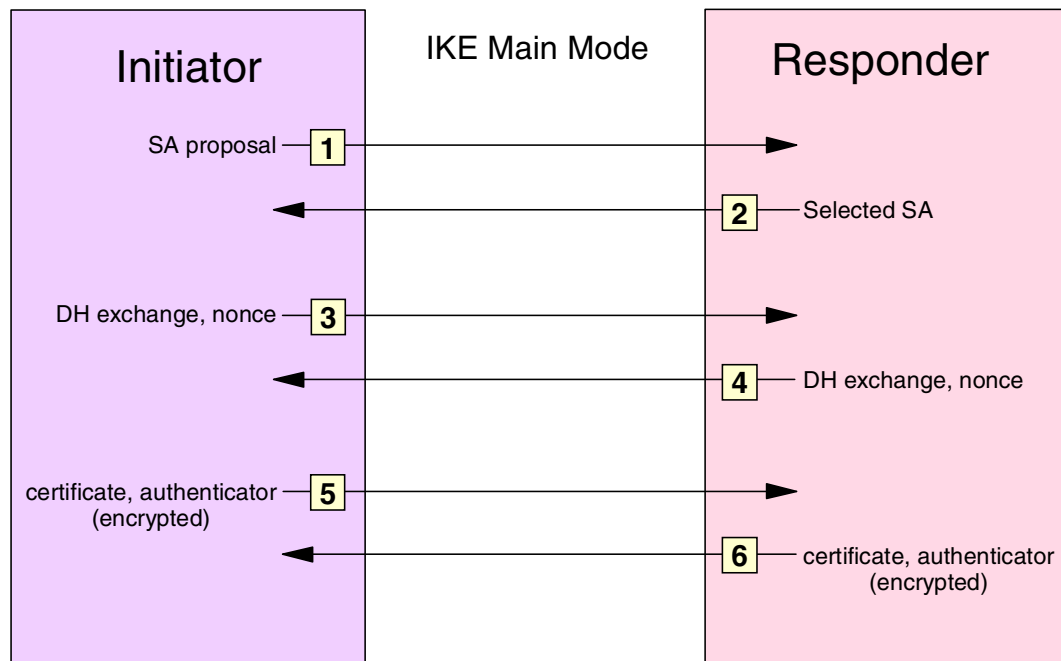 Initiator
IKE Main Mode
Responder
SA proposal
1
2
Selected SA
DH exchange, nonce
3
4
DH exchange, nonce
certificate, authenticator
(encrypted)
5
6
certificate, authenticator
(encrypted)